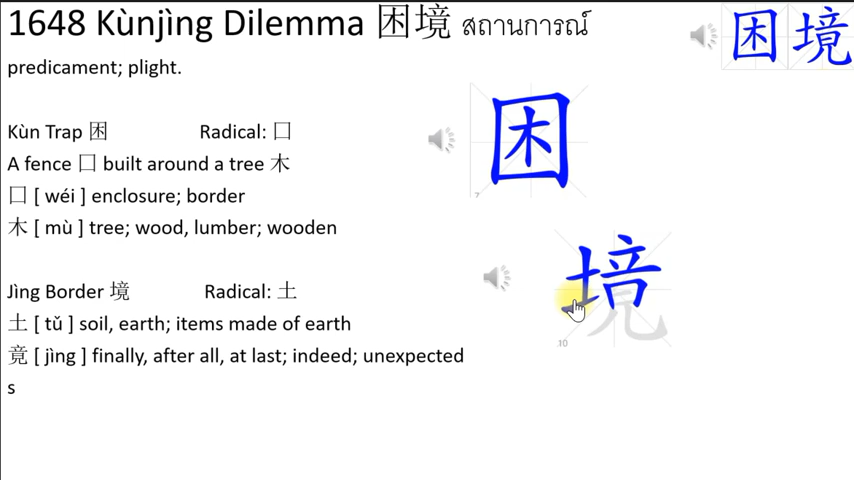 1648 Kùnjìng Dilemma 困境 สถานการณ์
困境
predicament; plight.
Kùn Trap 困 Radical: 囗
A fence 囗 built around a tree 木
囗 [ wéi ] enclosure; border
木 [ mù ] tree; wood, lumber; wooden
困
7
Jìng Border 境 Radical: 土
土 [ tǔ ] soil, earth; items made of earth
竟 [ jìng ] finally, after all, at last; indeed; unexpected
s
境
10